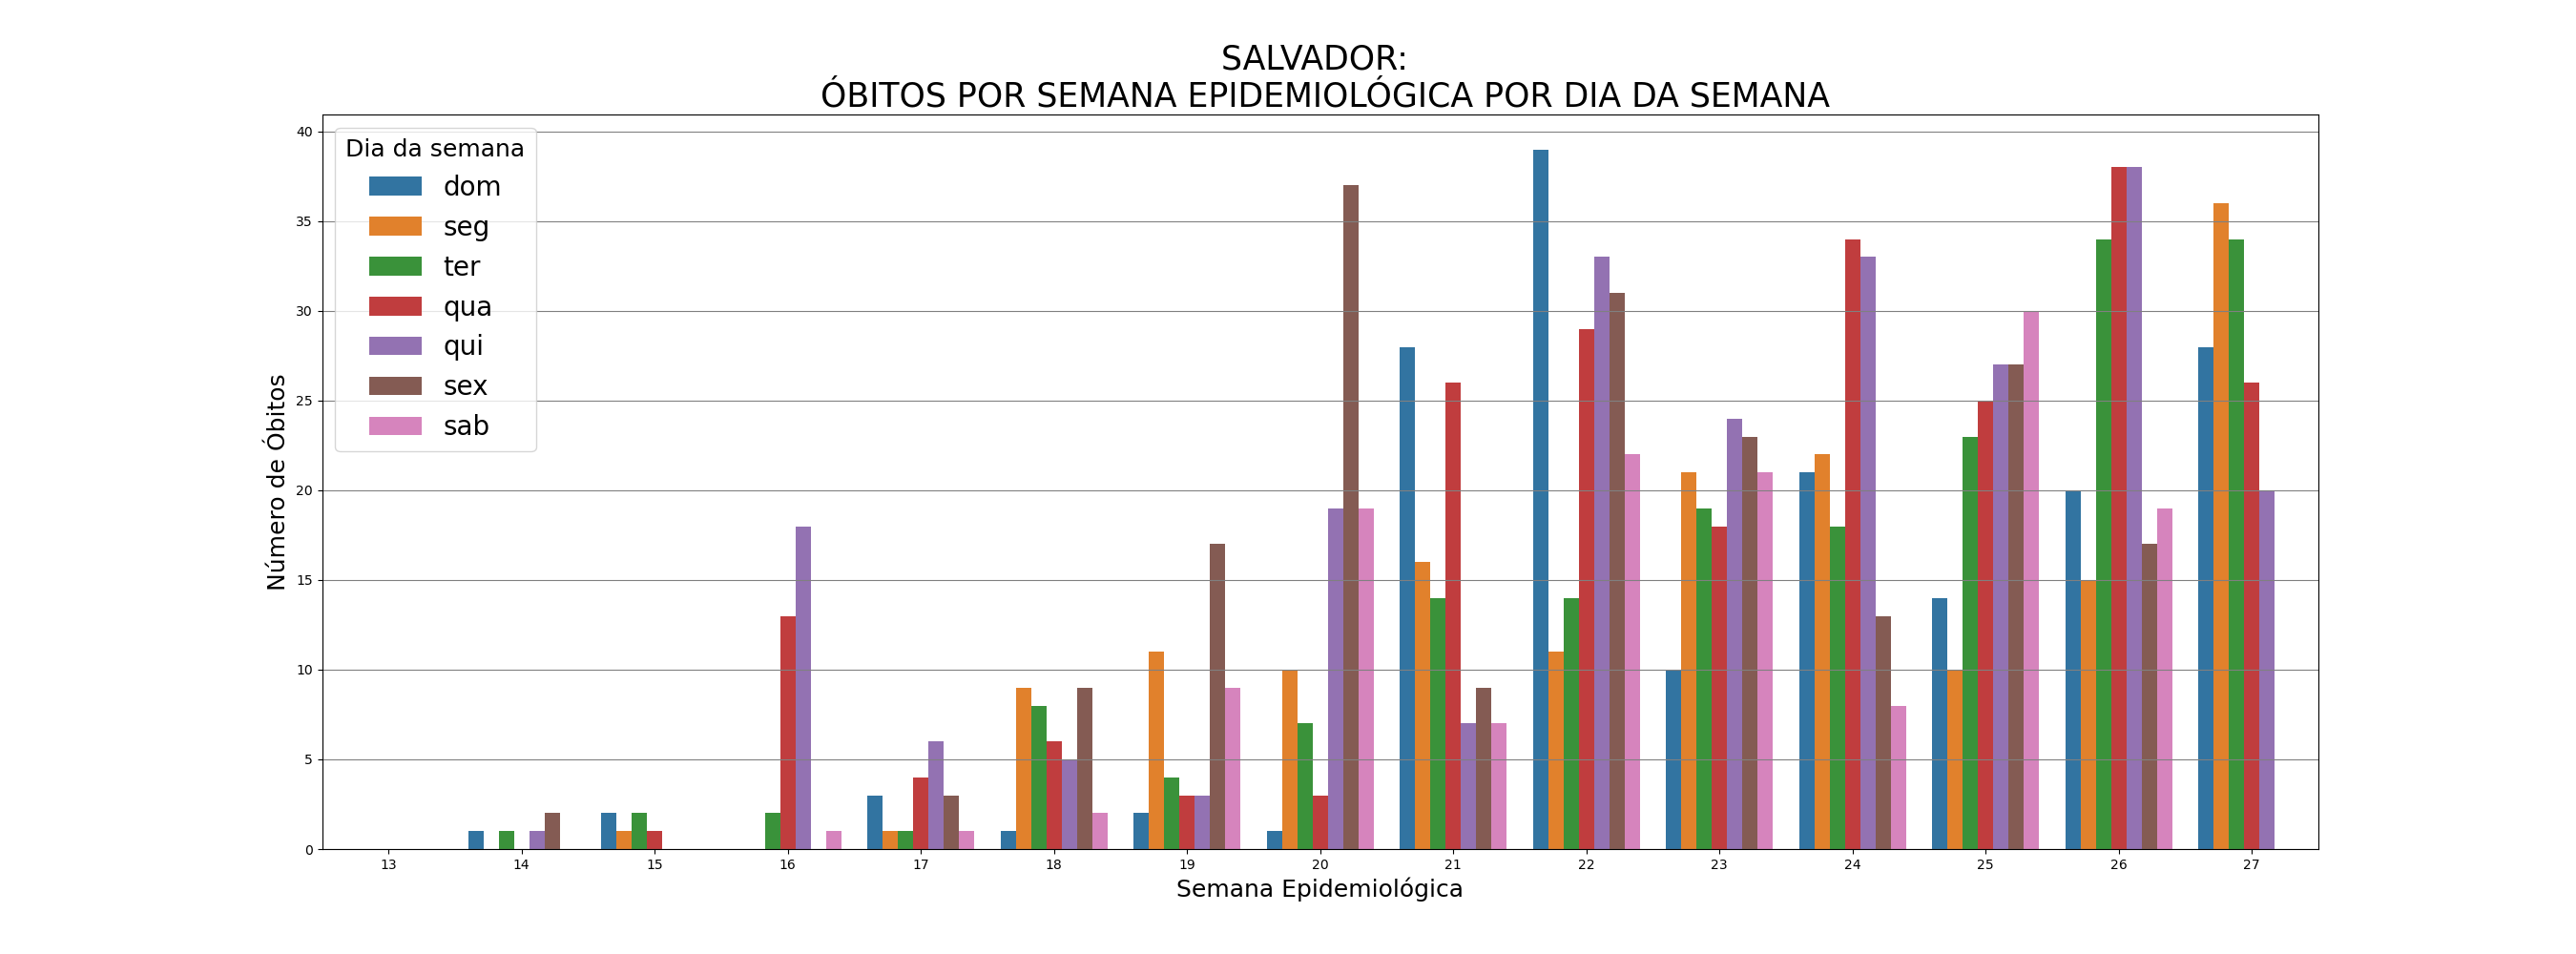 SALVADOR:
ÓBITOS POR SEMANA EPIDEMIOLÓGICA POR DIA DA SEMANA
Dia da semana
dom
seg
ter
qua
qui
sex
sab
Número de Óbitos
40
35
30
25
20
15
10
5
0
13 14 15 16 17 18 19 20 21 22 23 24 25 26 27
Semana Epidemiológica